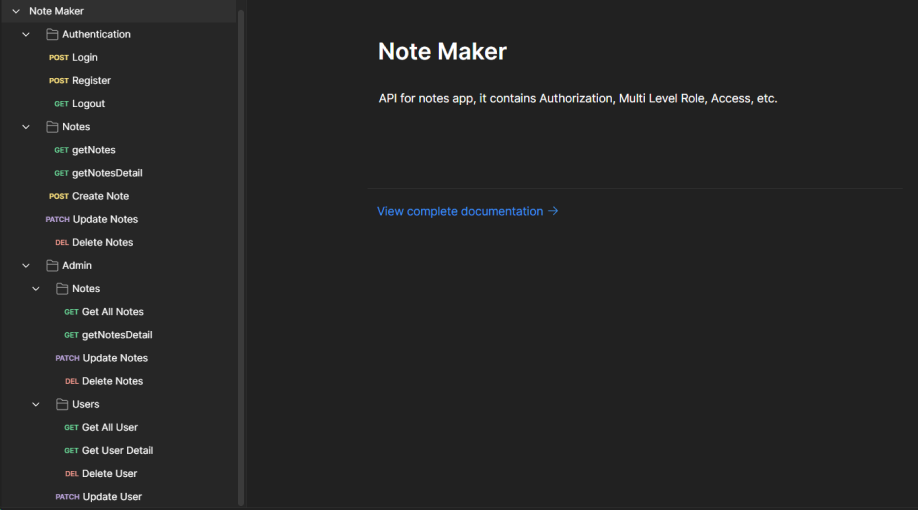 Note Maker
Authentication
POST Login
POST Register
GET Logout
Notes
GET getNotes
GET getNotesDetail
POST Create Note
PATCH Update Notes
DEL Delete Notes
Admin
Notes
GET Get All Notes
GET getNotesDetail
PATCH Update Notes
DEL Delete Notes
Users
GET Get All User
GET Get User Detail
DEL Delete User
PATCH Update User
Note Maker
API for notes app, it contains Authorization, Multi Level Role, Access, etc.
View complete documentation →